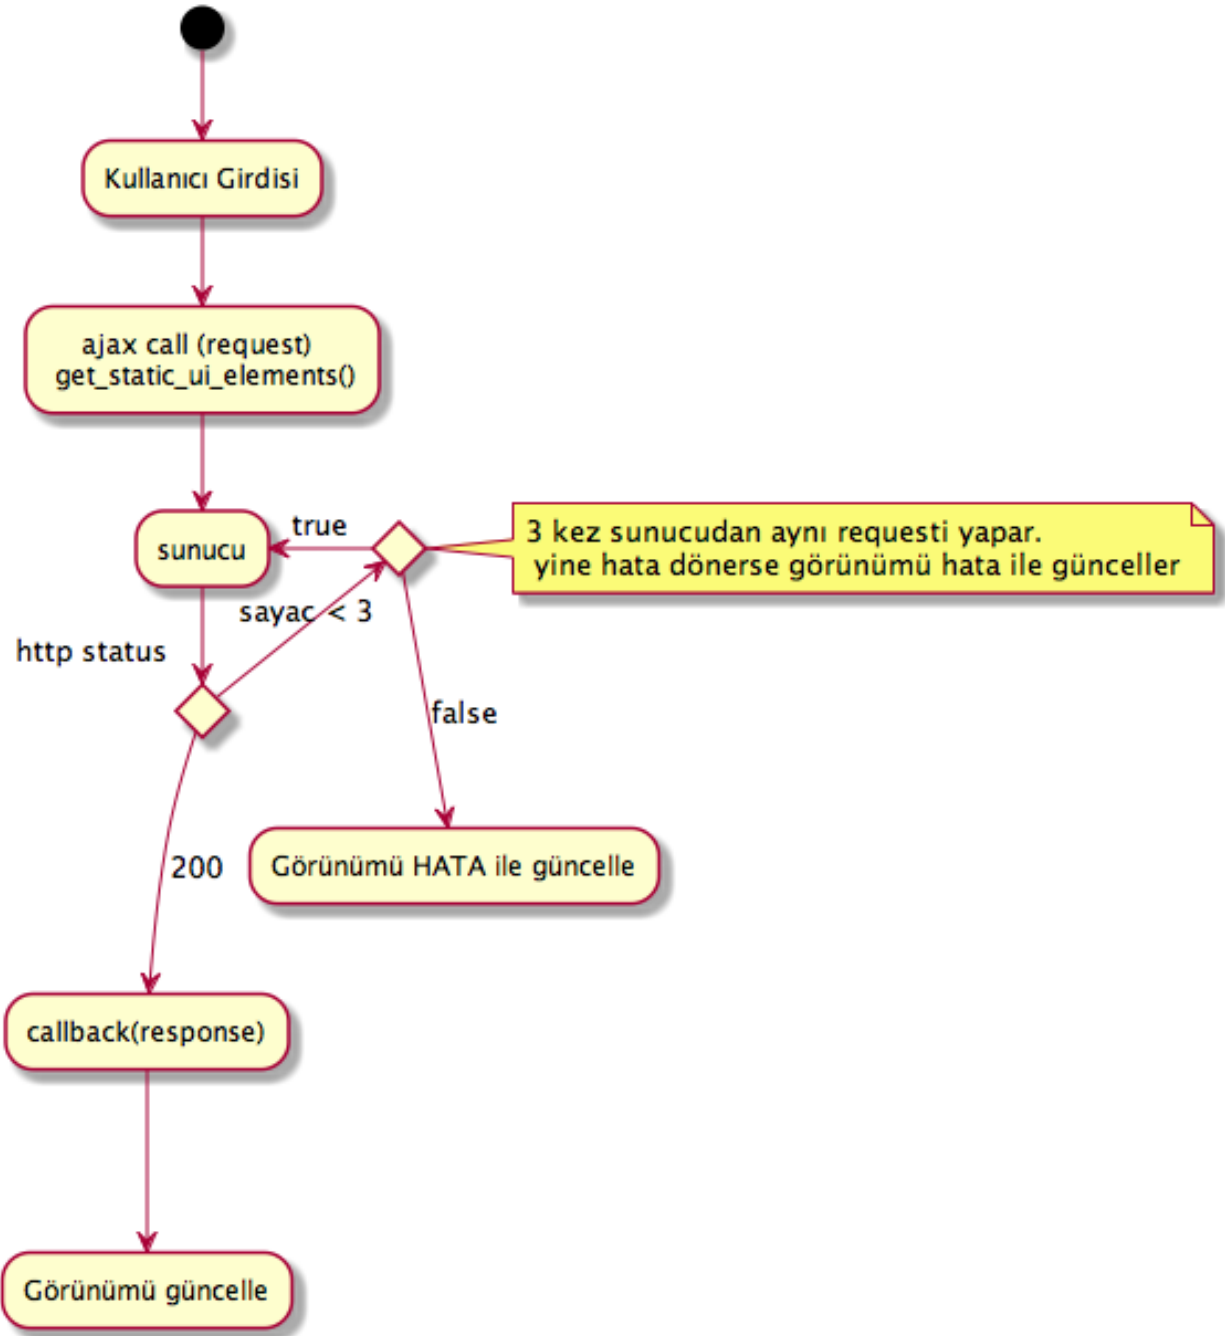 Kullanıcı Girdisi
ajax call (request)
get_static_ui_elements()
true
3 kez sunucudan aynı requesti yapar.
yine hata dönerse görünümü hata ile günceller
sunucu
sayac < 3
http status
false
200
Görünümü HATA ile güncelle
callback(response)
Görünümü güncelle